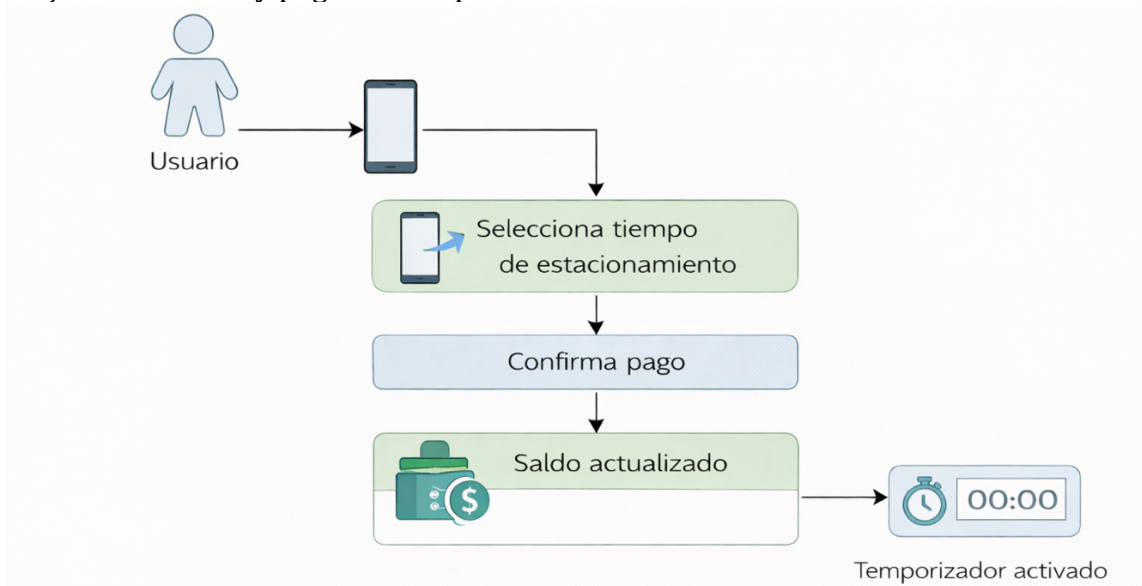 Usuario
Selecciona tiempo
de estacionamiento
Confirma pago
Saldo actualizado
$
00:00
Temporizador activado